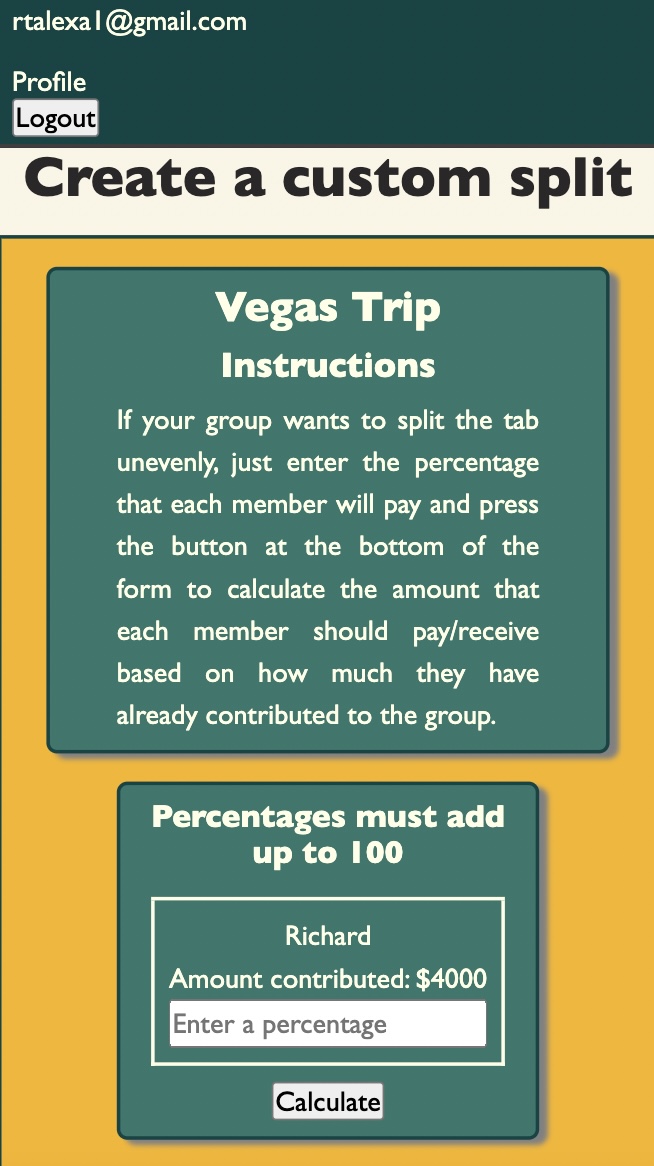 rtalexa1@gmail.com
Profile
Logout
Create a custom split
Vegas Trip
Instructions
If your group wants to split the tab
unevenly, just enter the percentage
that each member will pay and press
the button at the bottom of the
form to calculate the amount that
each member should pay/receive
based on how much they have
already contributed to the group.
Percentages must add
up to 100
Richard
Amount contributed: $4000
Enter a percentage
Calculate